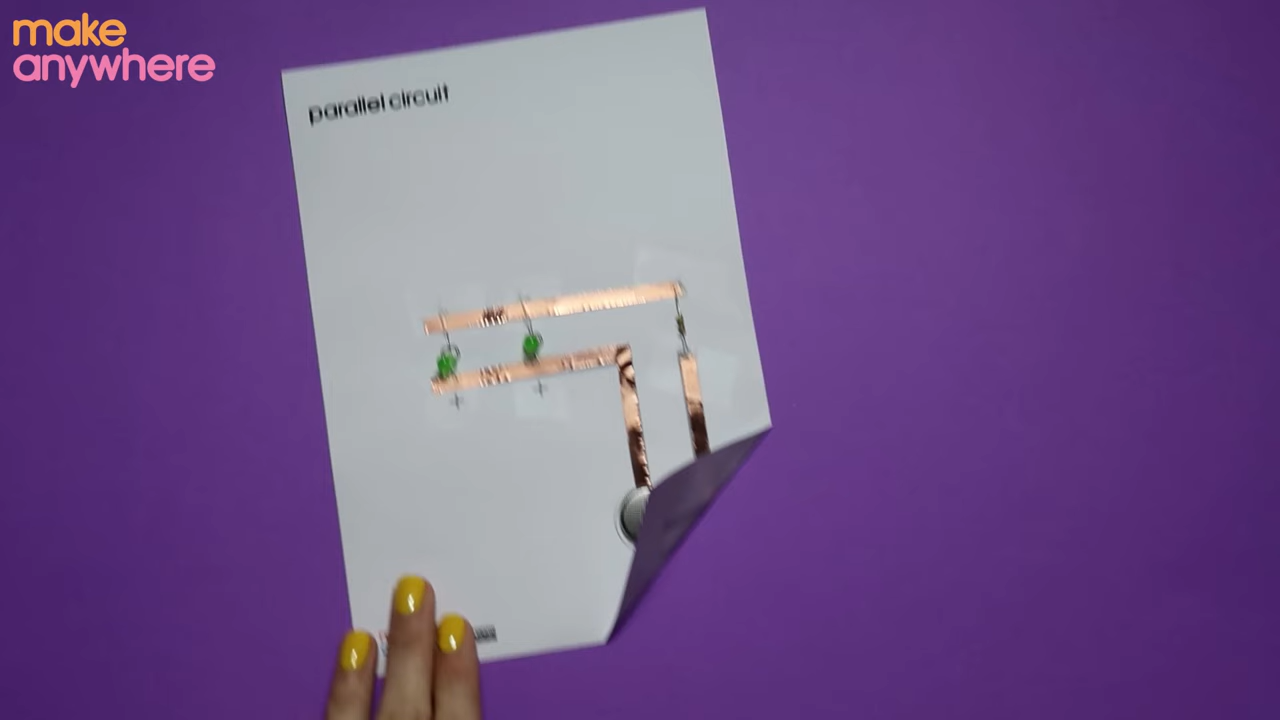 make
anywhere
parallel circuit
+ +